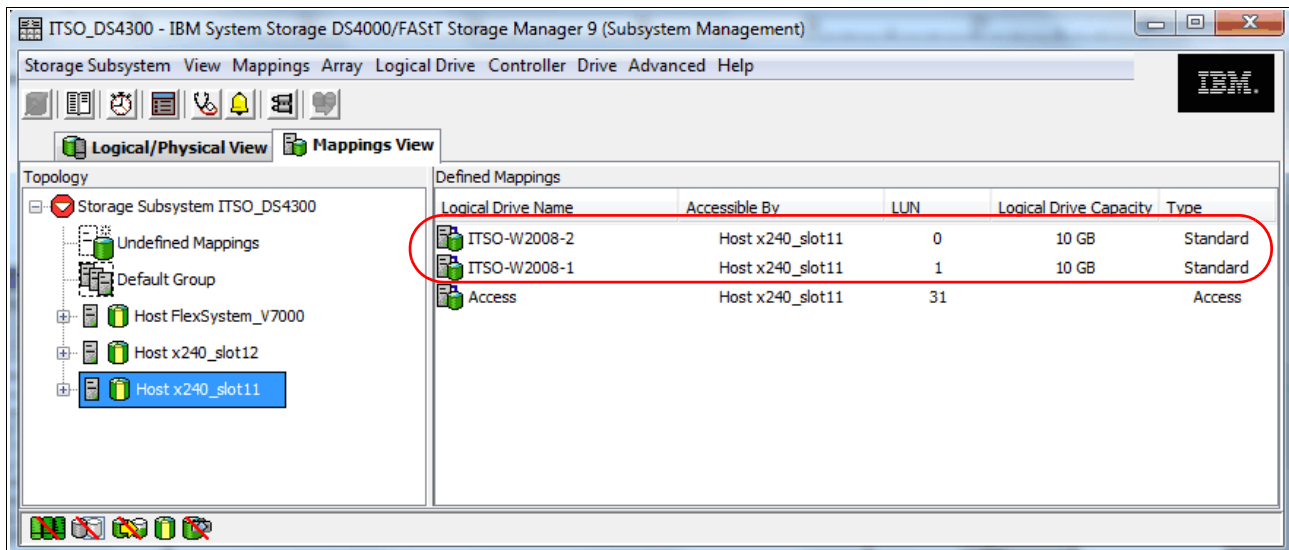 ITSO_DS4300 - IBM System Storage DS4000/FAStT Storage Manager 9 (Subsystem Management)
Storage Subsystem View Mappings Array Logical Drive Controller Drive Advanced Help
IBM.
Logical/Physical View Mappings View
Topology
Storage Subsystem ITSO_DS4300
Undefined Mappings
Default Group
Host FlexSystem_V7000
Host x240_slot12
Host x240_slot11
Defined Mappings
Logical Drive Name Accessible By LUN Logical Drive Capacity Type
ITSO-W2008-2 Host x240_slot11 0 10 GB Standard
ITSO-W2008-1 Host x240_slot11 1 10 GB Standard
Access Host x240_slot11 31 Access